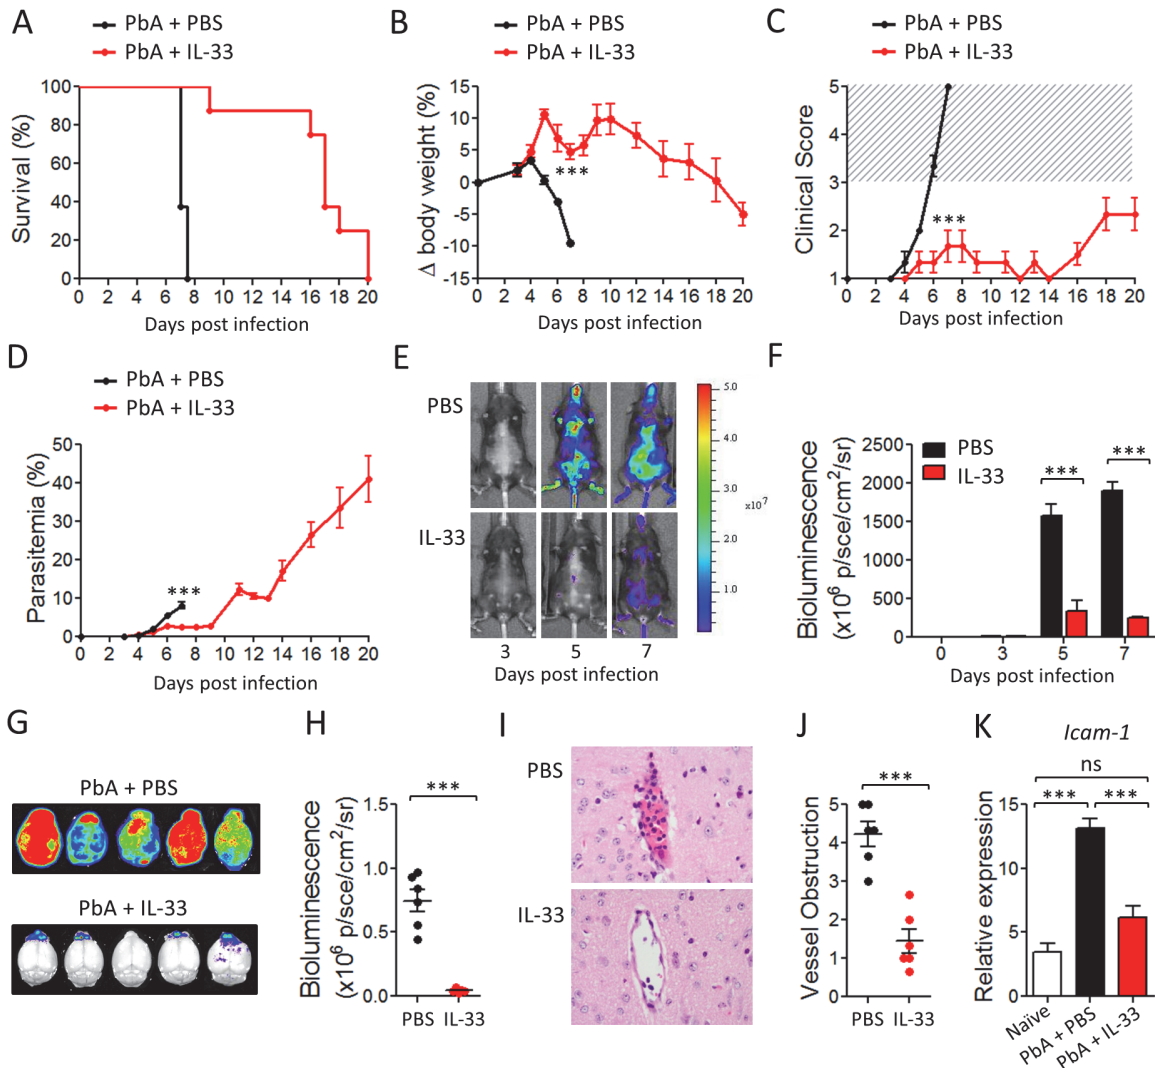 A
PbA + PBS
PbA + IL-33
Survival (%)
100
80
60
40
20
0
0 2 4 6 8 10 12 14 16 18 20
Days post infection
B
PbA + PBS
PbA + IL-33
Δ body weight (%)
15
10
5
0
-5
-10
-15
***
0 2 4 6 8 10 12 14 16 18 20
Days post infection
C
PbA + PBS
PbA + IL-33
Clinical Score
5
4
3
2
1
***
0 2 4 6 8 10 12 14 16 18 20
Days post infection
D
PbA + PBS
PbA + IL-33
Parasitemia (%)
50
40
30
20
10
0
***
0 2 4 6 8 10 12 14 16 18 20
Days post infection
E
PBS
IL-33
5.0
4.0
3.0
x10⁷
2.0
1.0
3 5 7
Days post infection
F
Bioluminescence
(x10⁶ p/sce/cm²/sr)
2500
2000
1500
1000
500
0
PBS
IL-33
***
***
0 3 5 7
Days post infection
G
PbA + PBS
PbA + IL-33
H
Bioluminescence
(x10⁶ p/sce/cm²/sr)
***
1.5
1.0
0.5
0.0
PBS IL-33
I
PBS
IL-33
J
Vessel Obstruction
***
5
4
3
2
1
0
PBS IL-33
K
Icam-1
ns
*** ***
Relative expression
15
10
5
0
Naïve
PbA + PBS
PbA + IL-33